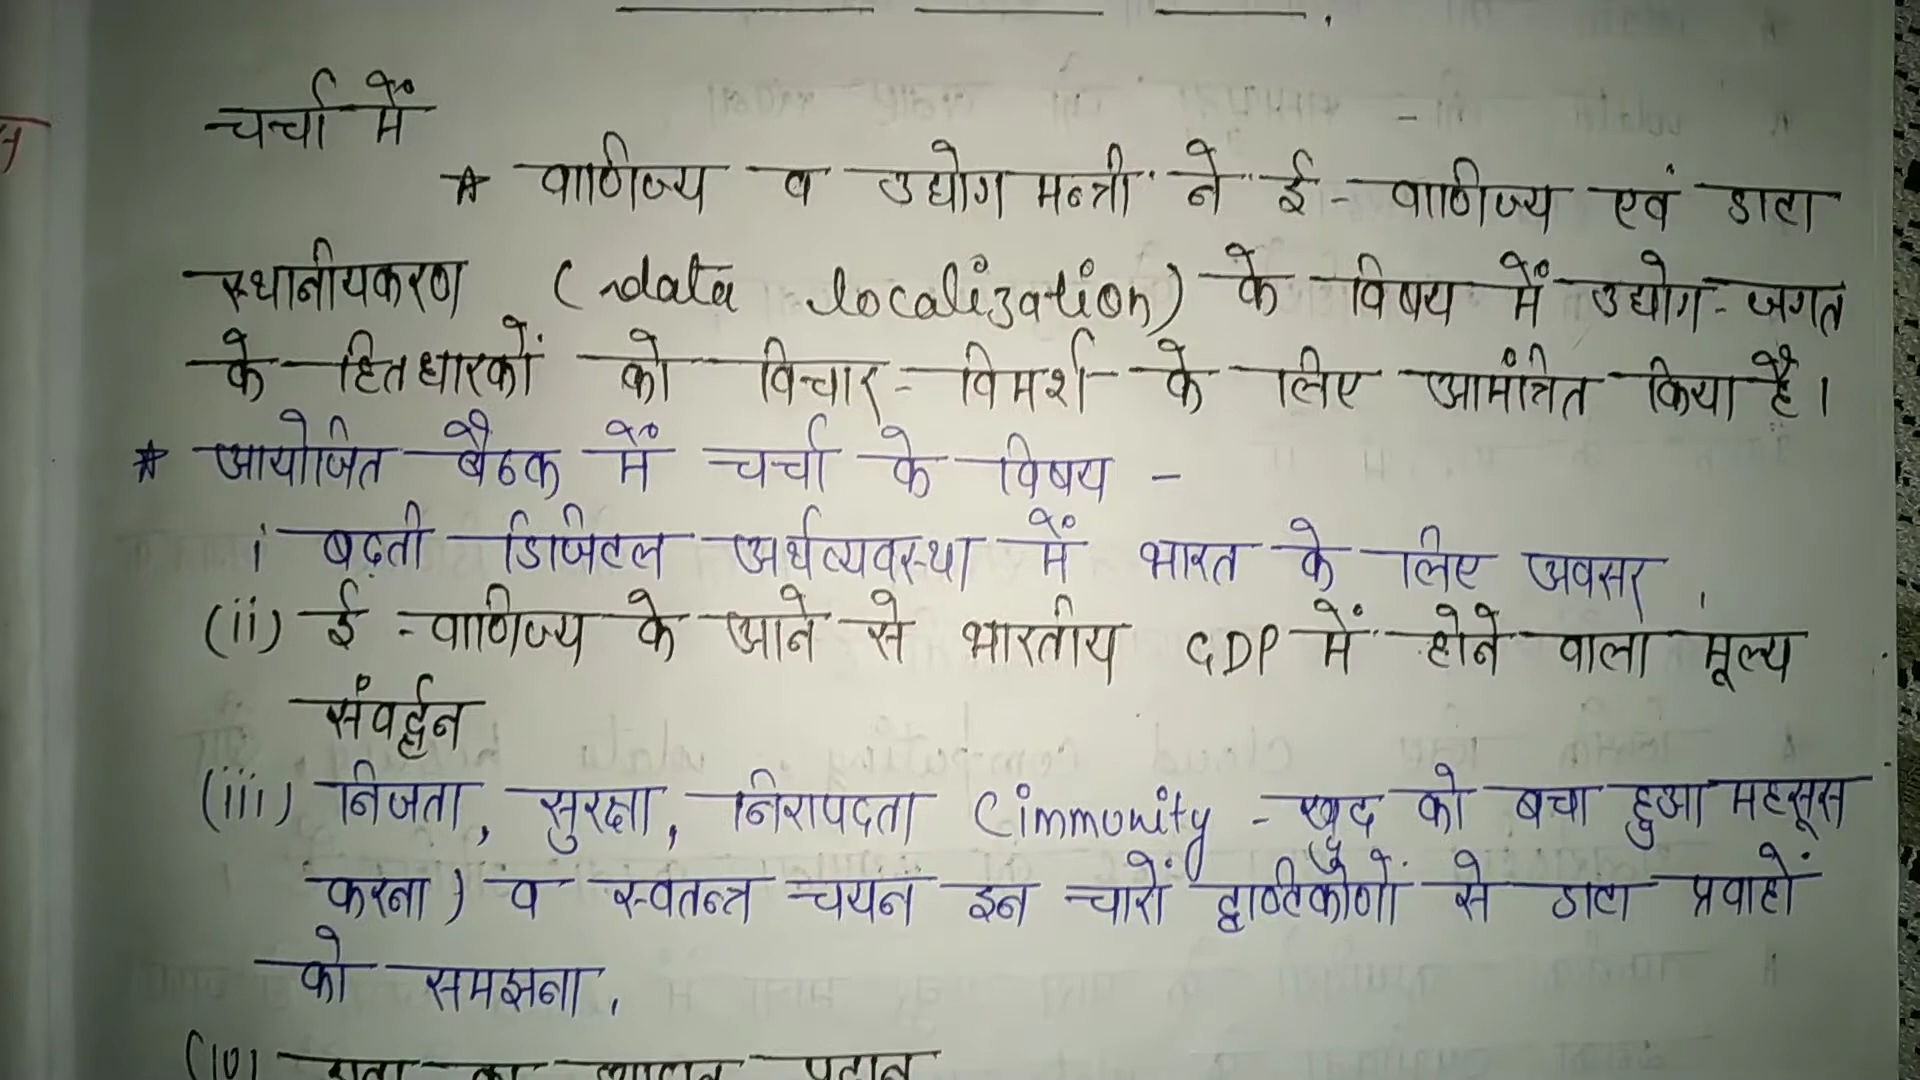 चर्चा में
* वाणिज्य व उद्योग मन्त्री ने ई-वाणिज्य एवं डाटा
स्थानीयकरण (data localization) के विषय में उद्योग-जगत
के हितधारकों को विचार-विमर्श के लिए आमंत्रित किया है।
* आयोजित बैठक में चर्चा के विषय -
i बढ़ती डिजिटल अर्थव्यवस्था में भारत के लिए अवसर,
(ii) ई-वाणिज्य के आने से भारतीय GDP में होने वाला मूल्य
संवर्द्धन
(iii) निजता, सुरक्षा, निरापदता (immunity - खुद को बचा हुआ महसूस
करना) व स्वतन्त्र चयन इन चारों दृष्टिकोणों से डाटा प्रवाहों
को समझना,
(iv)